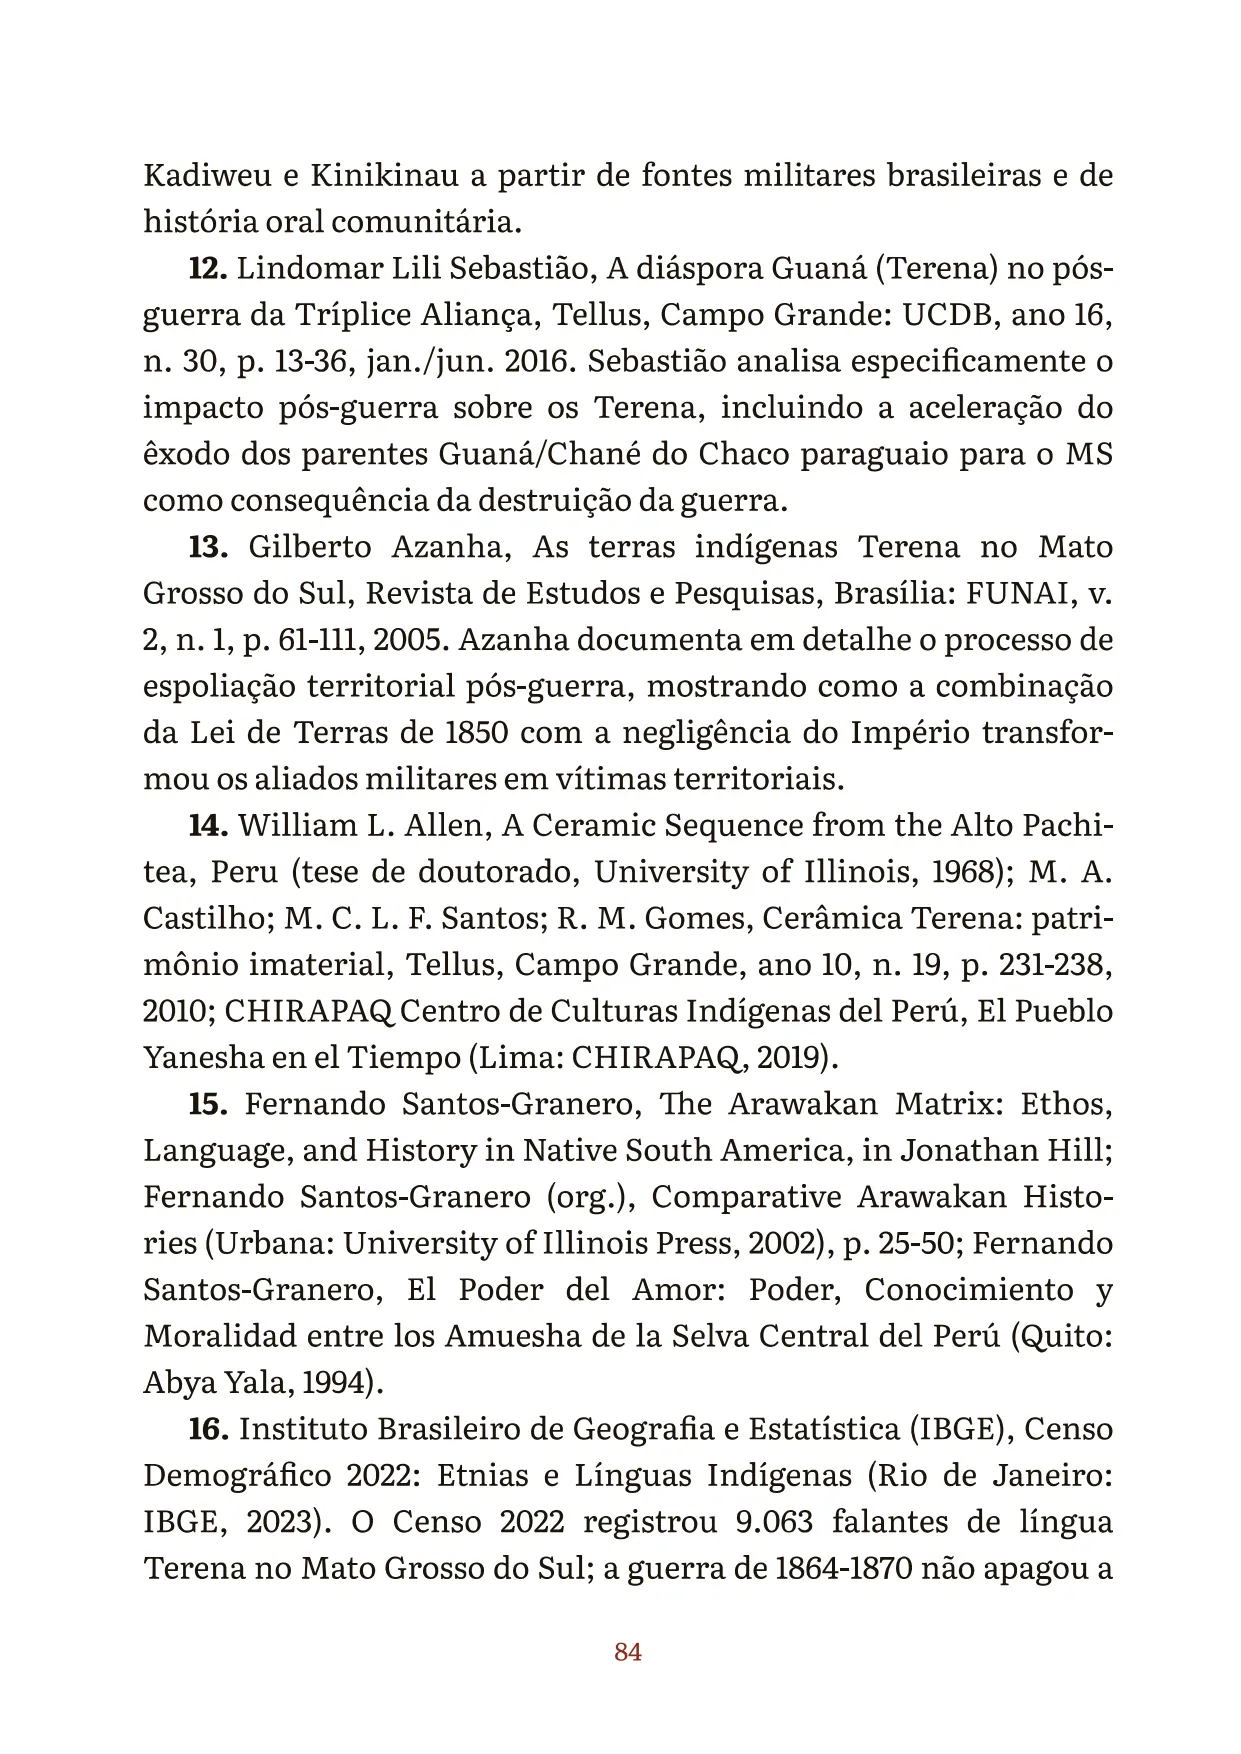 Kadiweu e Kinikinau a partir de fontes militares brasileiras e de
história oral comunitária.
12. Lindomar Lili Sebastião, A diáspora Guaná (Terena) no pós-
guerra da Tríplice Aliança, Tellus, Campo Grande: UCDB, ano 16,
n. 30, p. 13-36, jan./jun. 2016. Sebastião analisa especificamente o
impacto pós-guerra sobre os Terena, incluindo a aceleração do
êxodo dos parentes Guaná/Chané do Chaco paraguaio para o MS
como consequência da destruição da guerra.
13. Gilberto Azanha, As terras indígenas Terena no Mato
Grosso do Sul, Revista de Estudos e Pesquisas, Brasília: FUNAI, v.
2, n. 1, p. 61-111, 2005. Azanha documenta em detalhe o processo de
espoliação territorial pós-guerra, mostrando como a combinação
da Lei de Terras de 1850 com a negligência do Império transfor-
mou os aliados militares em vítimas territoriais.
14. William L. Allen, A Ceramic Sequence from the Alto Pachi-
tea, Peru (tese de doutorado, University of Illinois, 1968); M. A.
Castilho; M. C. L. F. Santos; R. M. Gomes, Cerâmica Terena: patri-
mônio imaterial, Tellus, Campo Grande, ano 10, n. 19, p. 231-238,
2010; CHIRAPAQ Centro de Culturas Indígenas del Perú, El Pueblo
Yanesha en el Tiempo (Lima: CHIRAPAQ, 2019).
15. Fernando Santos-Granero, The Arawakan Matrix: Ethos,
Language, and History in Native South America, in Jonathan Hill;
Fernando Santos-Granero (org.), Comparative Arawakan Histo-
ries (Urbana: University of Illinois Press, 2002), p. 25-50; Fernando
Santos-Granero, El Poder del Amor: Poder, Conocimiento y
Moralidad entre los Amuesha de la Selva Central del Perú (Quito:
Abya Yala, 1994).
16. Instituto Brasileiro de Geografia e Estatística (IBGE), Censo
Demográfico 2022: Etnias e Línguas Indígenas (Rio de Janeiro:
IBGE, 2023). O Censo 2022 registrou 9.063 falantes de língua
Terena no Mato Grosso do Sul; a guerra de 1864-1870 não apagou a
84